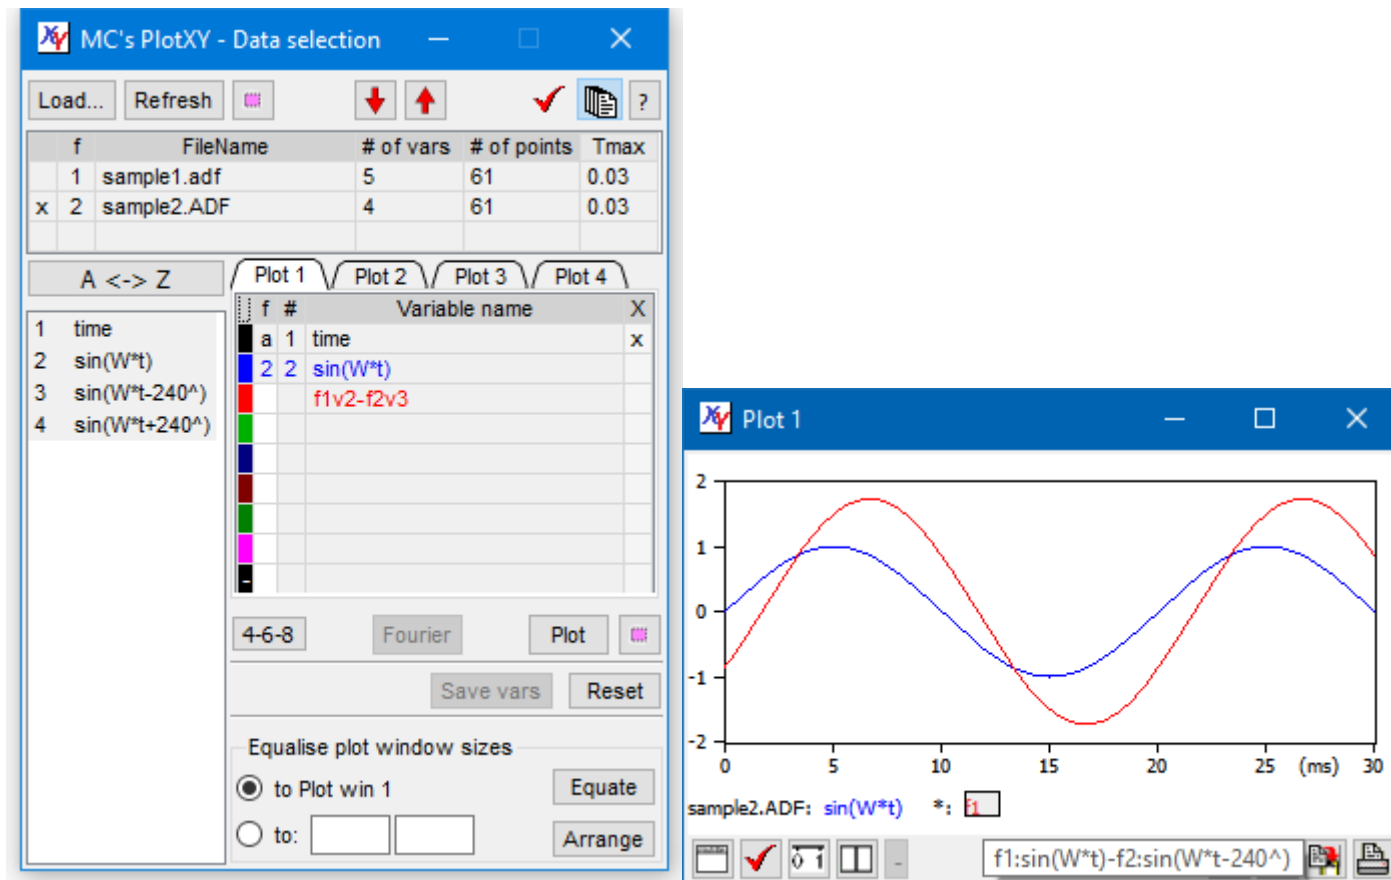 MC's PlotXY - Data selection
Load... Refresh ?
f FileName # of vars # of points Tmax
1 sample1.adf 5 61 0.03
x 2 sample2.ADF 4 61 0.03
A <-> Z
Plot 1 Plot 2 Plot 3 Plot 4
1 time
2 sin(W*t)
3 sin(W*t-240^)
4 sin(W*t+240^)
f # Variable name X
a 1 time x
2 2 sin(W*t)
f1v2-f2v3
4-6-8 Fourier Plot
Save vars Reset
Equalise plot window sizes
to Plot win 1 Equate
to: Arrange
XY Plot 1
2
1
0
-1
-2
0 5 10 15 20 25 (ms) 30
sample2.ADF: sin(W*t) *: f1
0 1 - f1:sin(W*t)-f2:sin(W*t-240^)